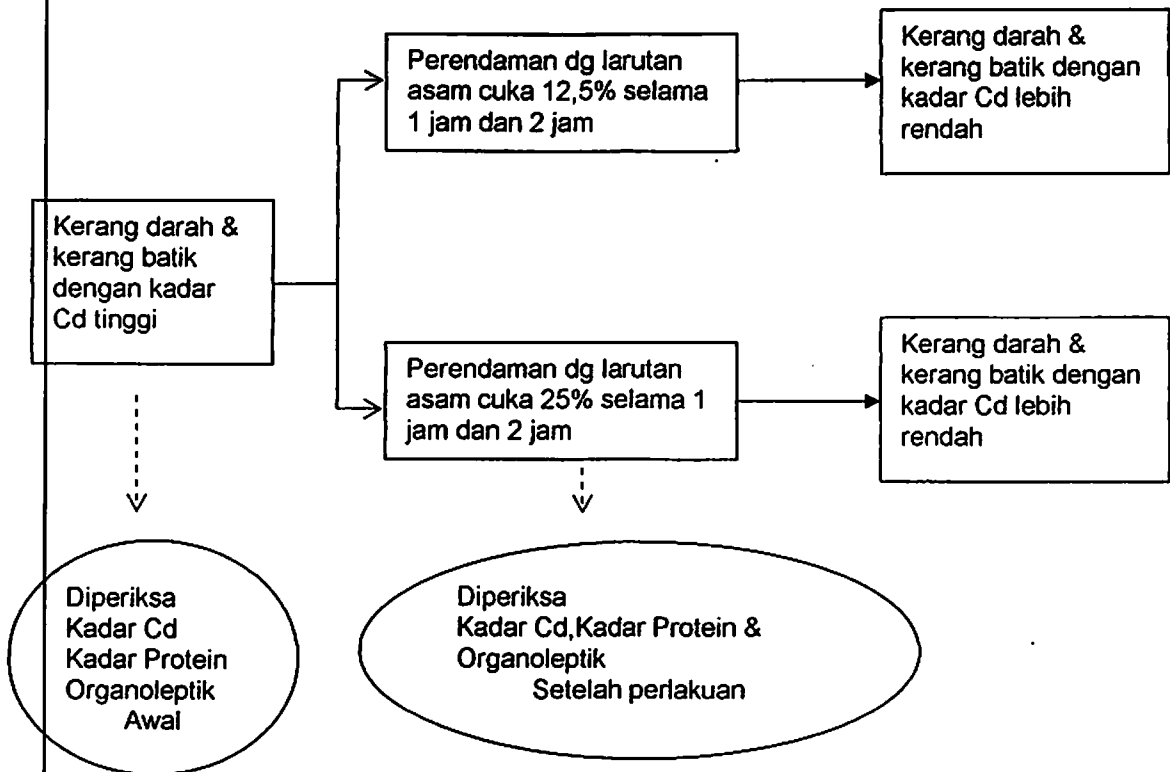 Perendaman dg larutan
asam cuka 12,5% selama
1 jam dan 2 jam
Kerang darah &
kerang batik dengan
kadar Cd lebih
rendah
Kerang darah &
kerang batik
dengan kadar
Cd tinggi
Perendaman dg larutan
asam cuka 25% selama 1
jam dan 2 jam
Kerang darah &
kerang batik dengan
kadar Cd lebih
rendah
Diperiksa
Kadar Cd
Kadar Protein
Organoleptik
Awal
Diperiksa
Kadar Cd,Kadar Protein &
Organoleptik
Setelah perlakuan